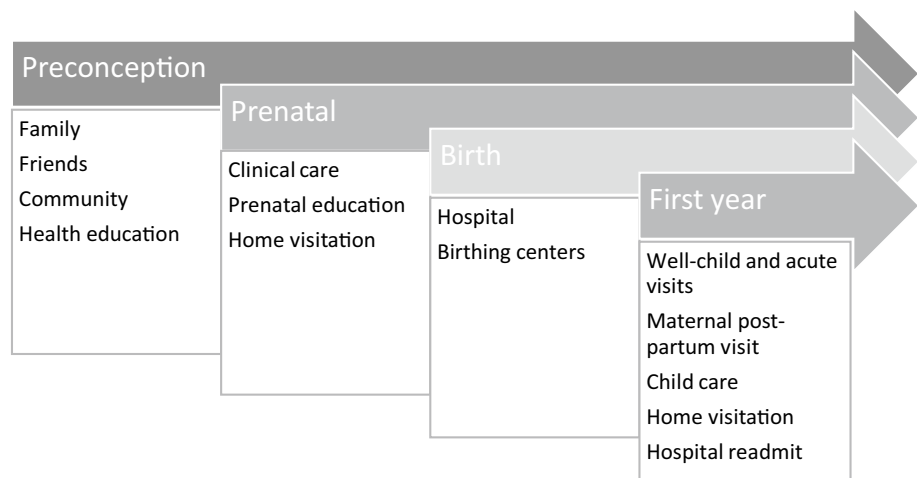 Preconception
Family
Friends
Community
Health education
Prenatal
Clinical care
Prenatal education
Home visitation
Birth
Hospital
Birthing centers
First year
Well-child and acute
visits
Maternal post-
partum visit
Child care
Home visitation
Hospital readmit